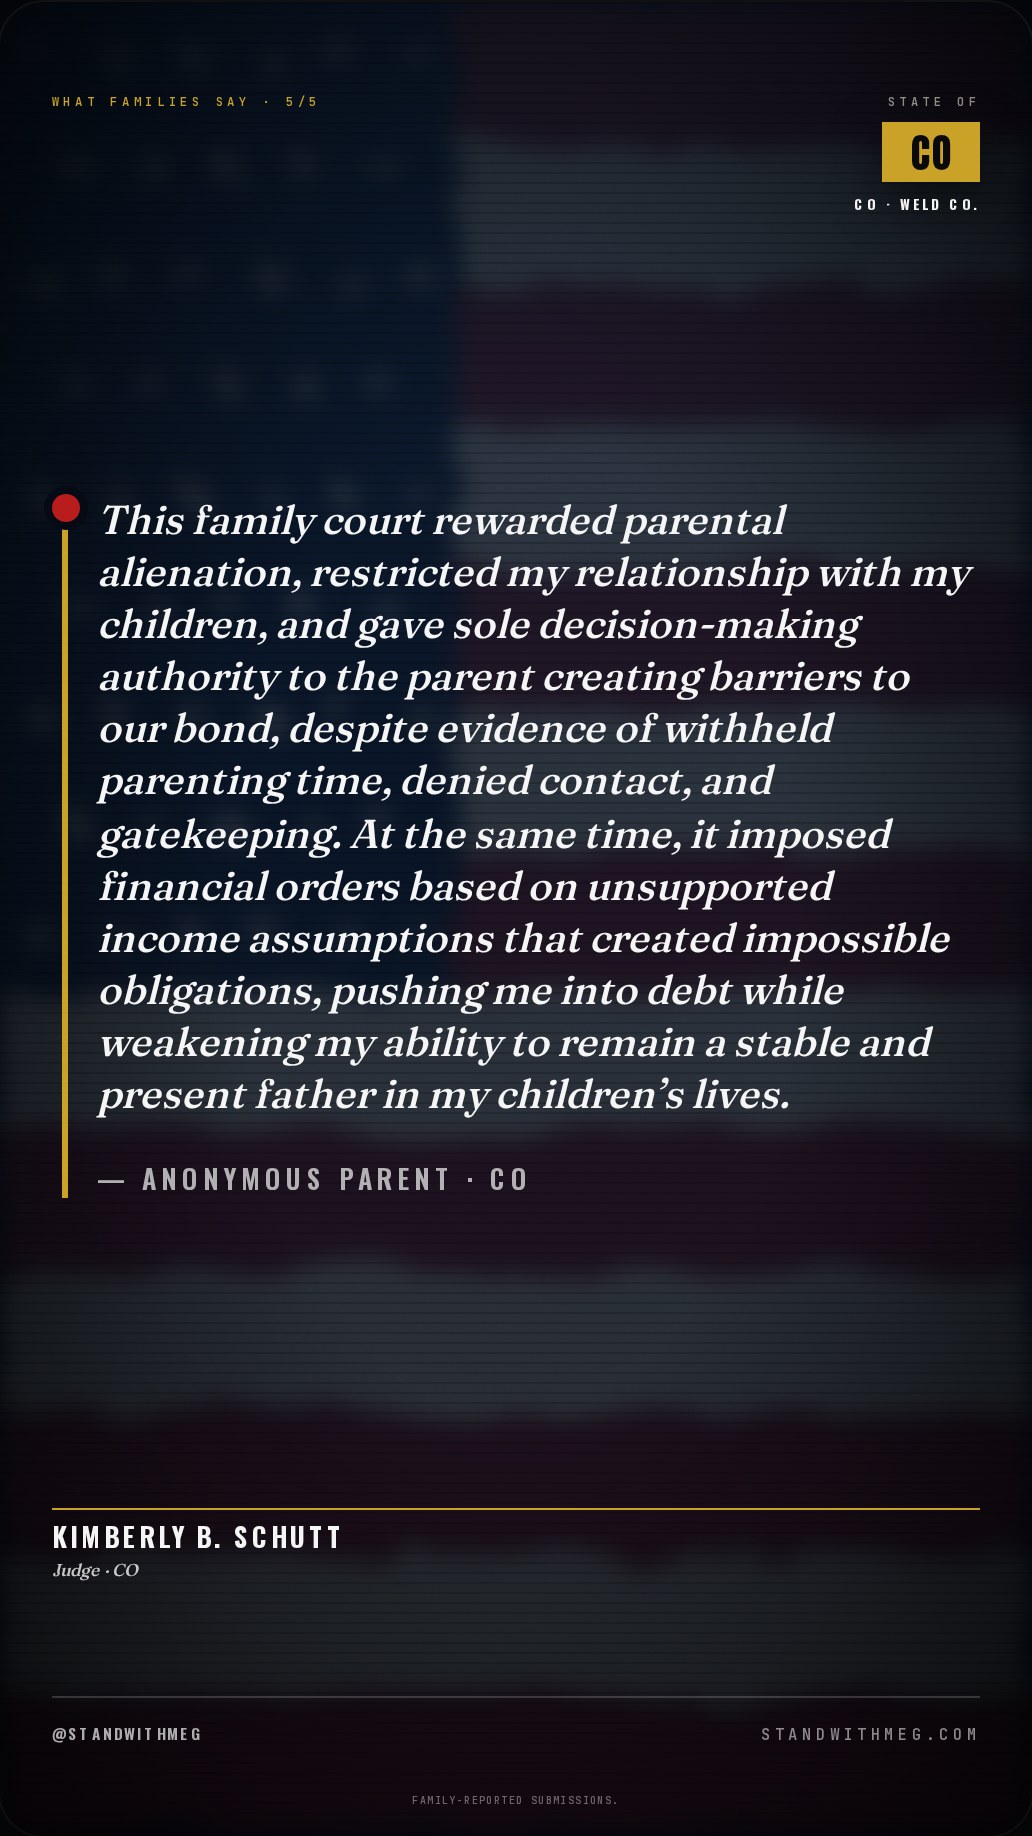 WHAT FAMILIES SAY · 5/5
STATE OF
CO
CO · WELD CO.
This family court rewarded parental
alienation, restricted my relationship with my
children, and gave sole decision-making
authority to the parent creating barriers to
our bond, despite evidence of withheld
parenting time, denied contact, and
gatekeeping. At the same time, it imposed
financial orders based on unsupported
income assumptions that created impossible
obligations, pushing me into debt while
weakening my ability to remain a stable and
present father in my children’s lives.
— ANONYMOUS PARENT · CO
KIMBERLY B. SCHUTT
Judge · CO
@STANDWITHMEG
STANDWITHMEG.COM
FAMILY-REPORTED SUBMISSIONS.